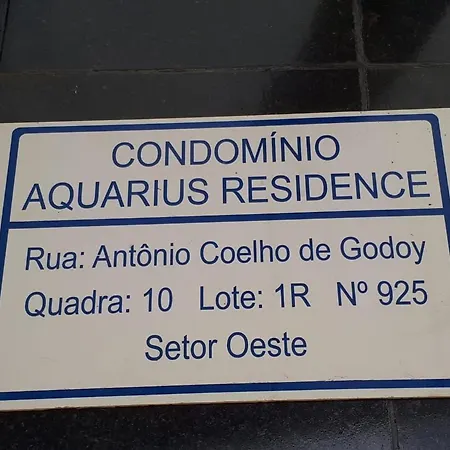 CONDOMÍNIO
AQUARIUS RESIDENCE
Rua: Antônio Coelho de Godoy
Quadra: 10 Lote: 1R Nº 925
Setor Oeste